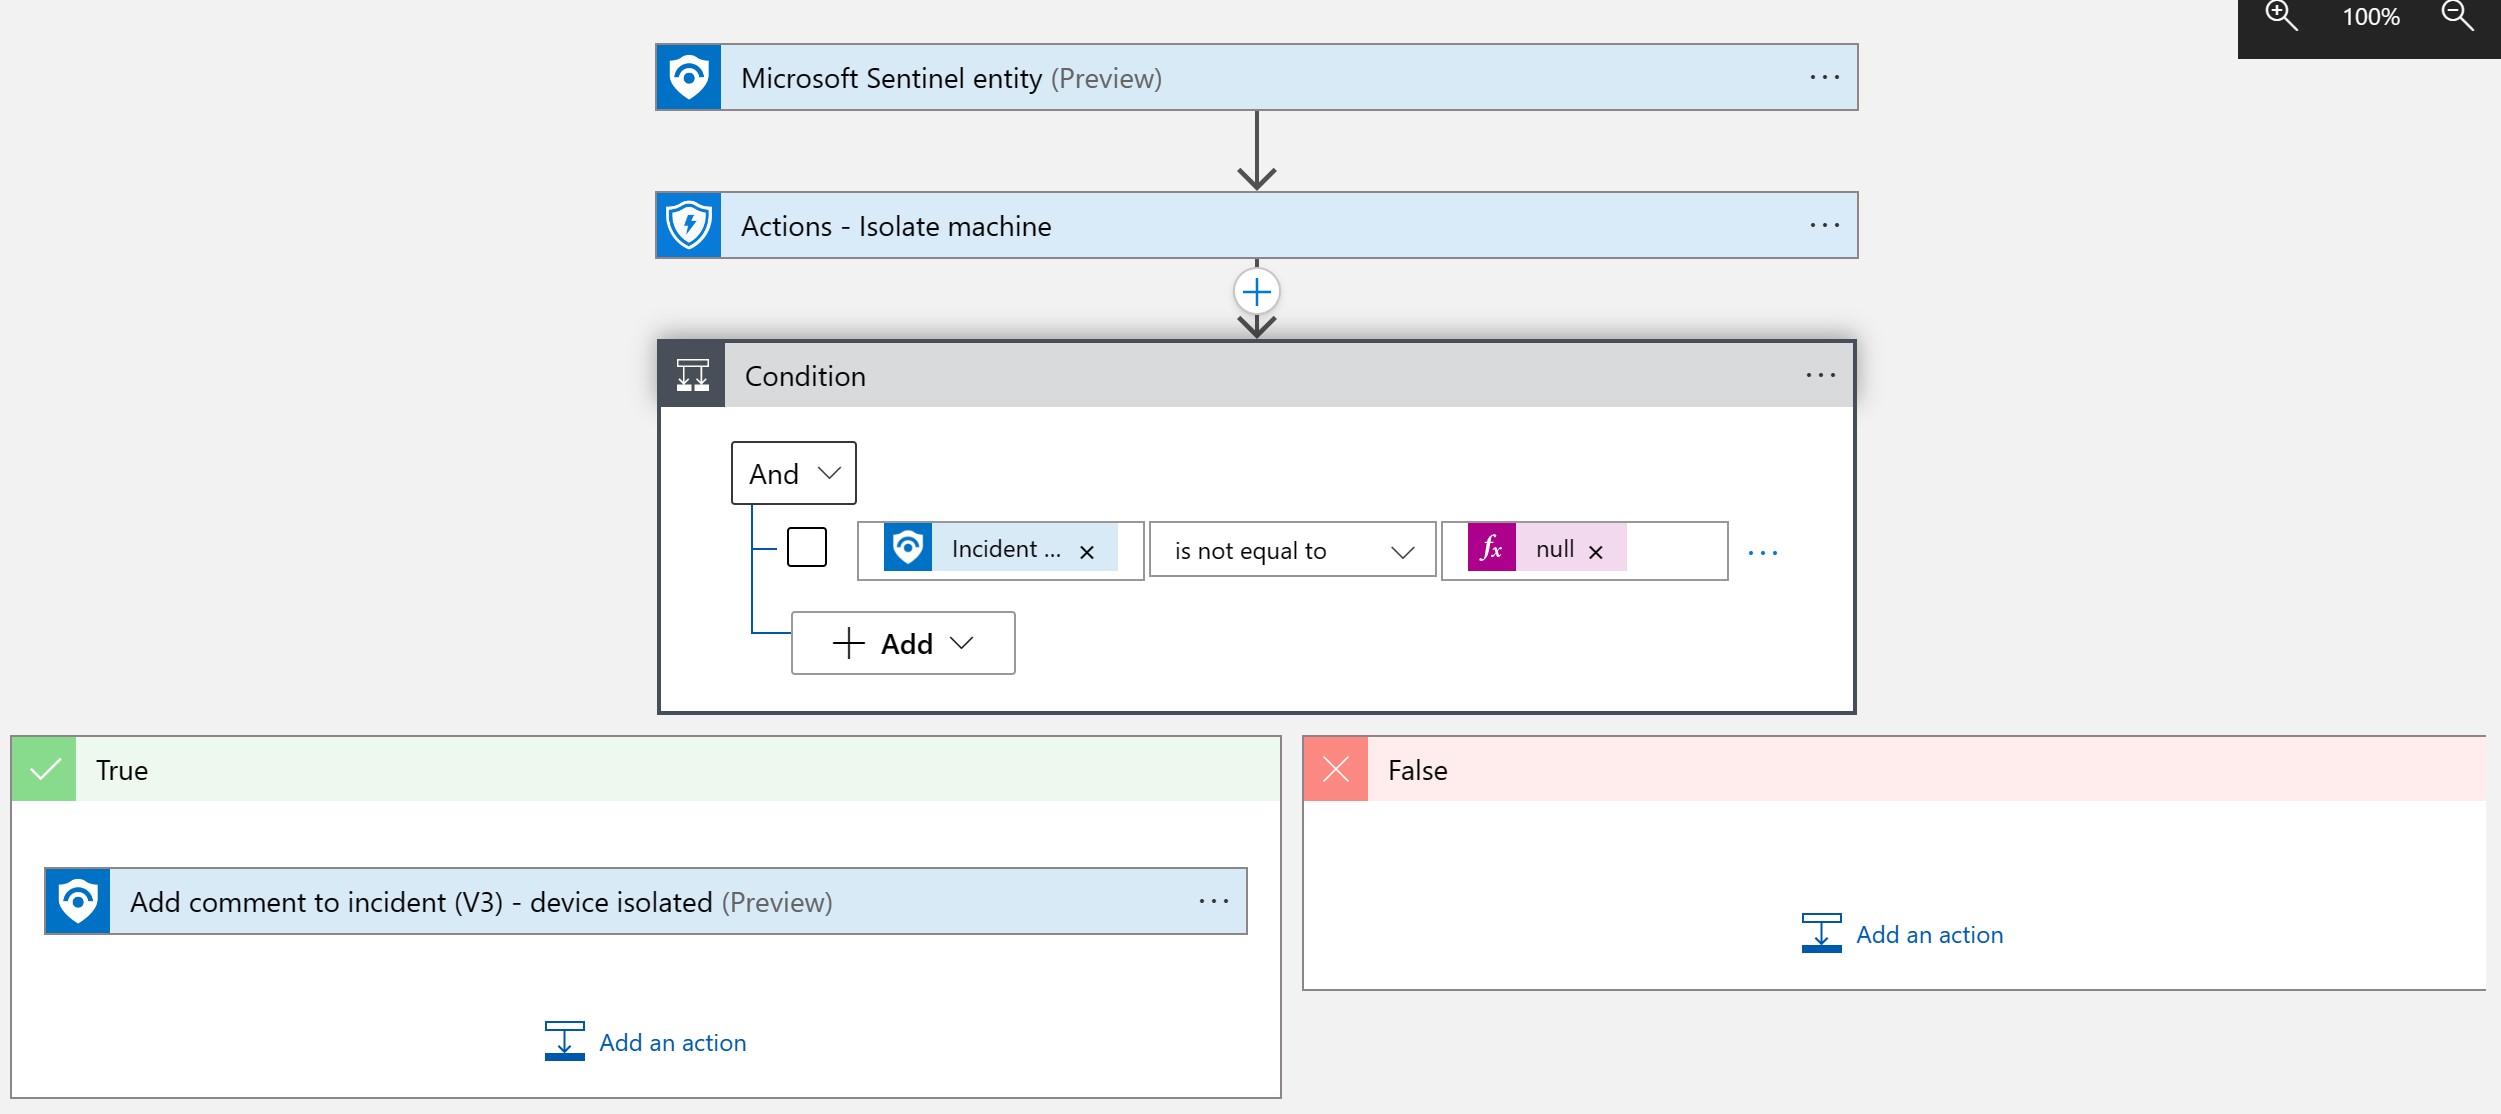 100%
Microsoft Sentinel entity (Preview)
Actions - Isolate machine
Condition
And
Incident ...
is not equal to
fx
null
Add
True
False
Add comment to incident (V3) - device isolated (Preview)
Add an action
Add an action